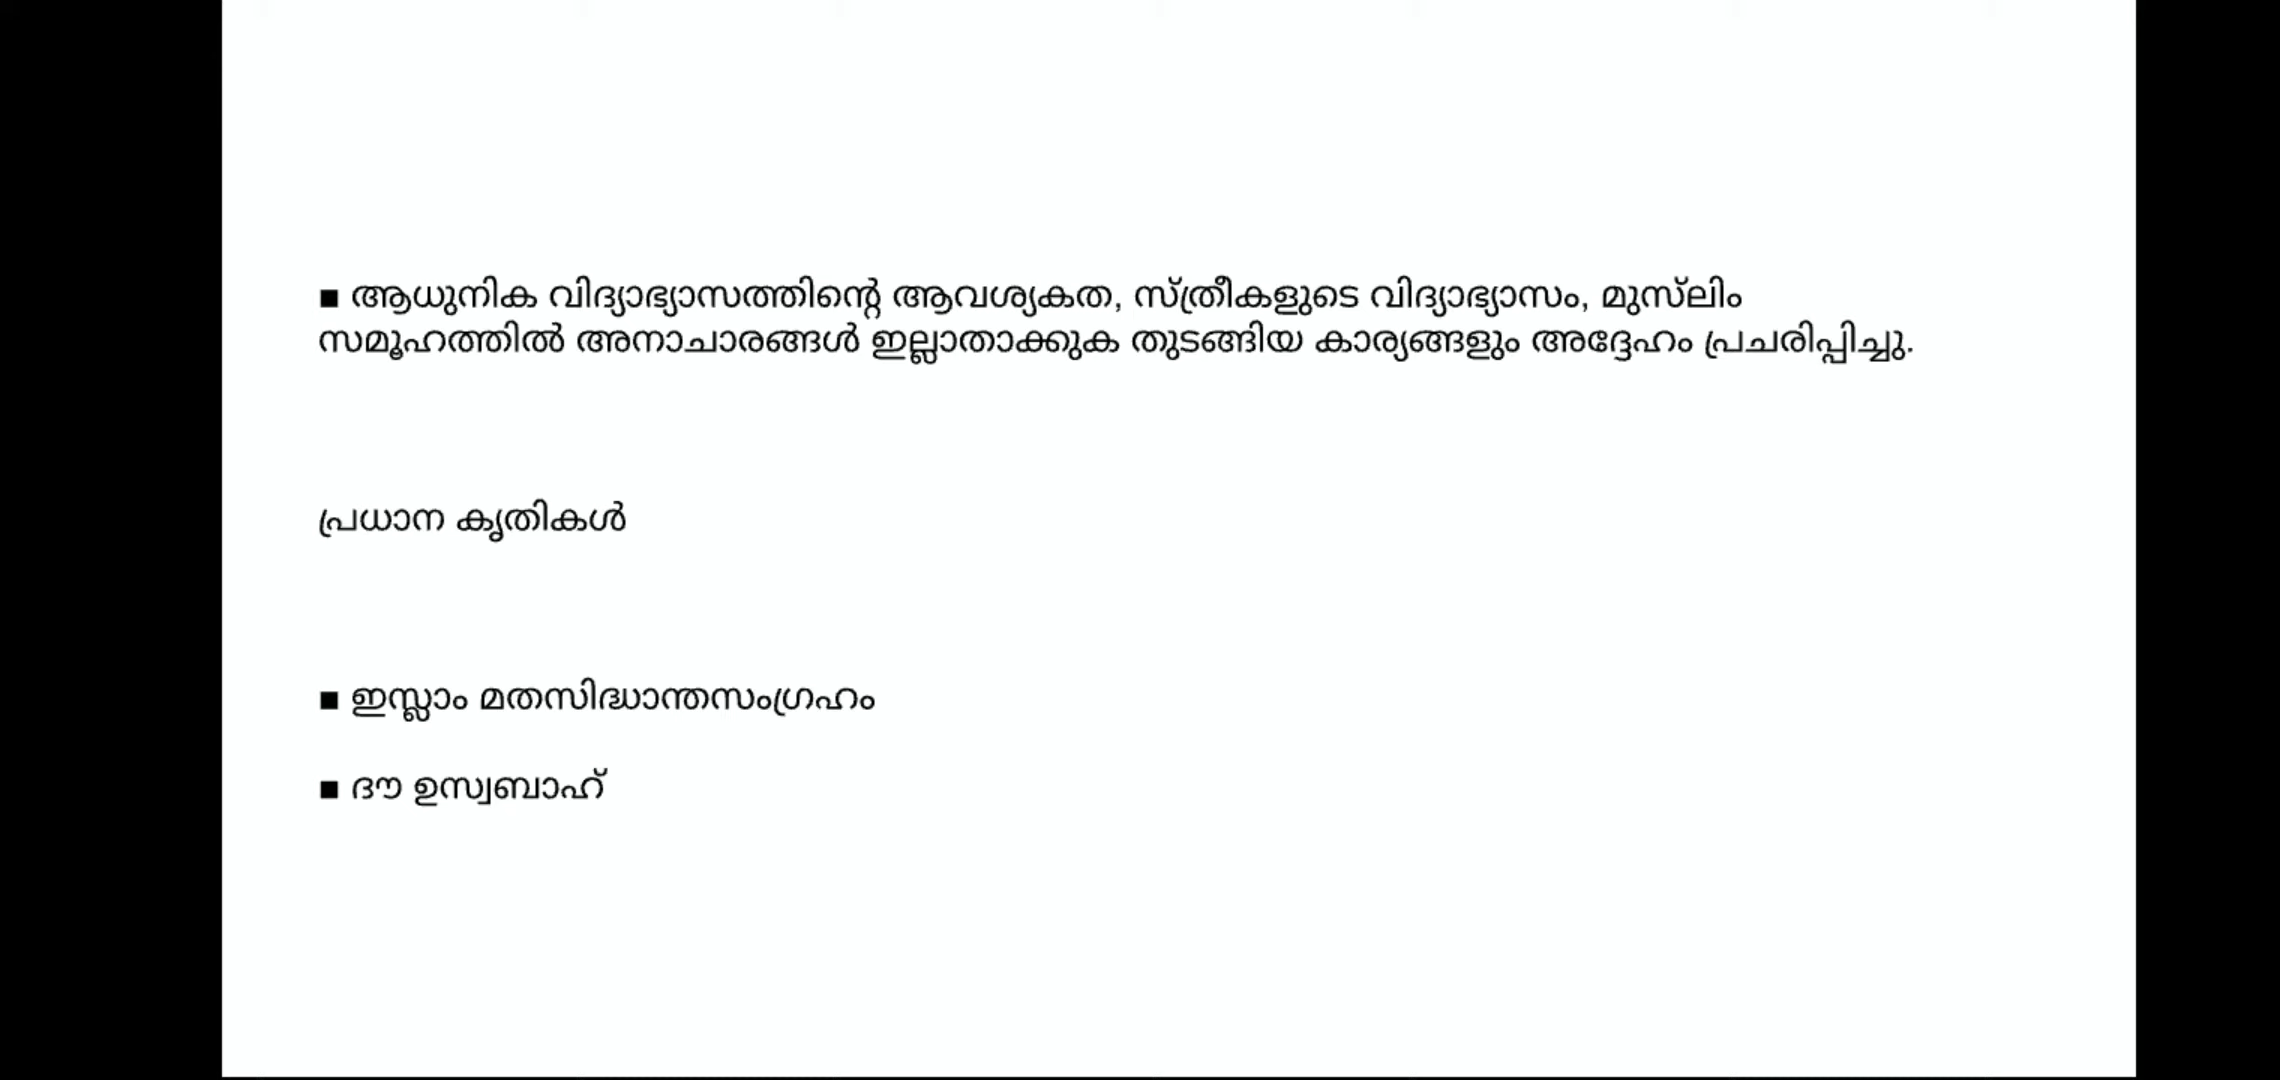 ▪ ആധുനിക വിദ്യാഭ്യാസത്തിന്റെ ആവശ്യകത, സ്ത്രീകളുടെ വിദ്യാഭ്യാസം, മുസ്‌ലിം
സമൂഹത്തിൽ അനാചാരങ്ങൾ ഇല്ലാതാക്കുക തുടങ്ങിയ കാര്യങ്ങളും അദ്ദേഹം പ്രചരിപ്പിച്ചു.
പ്രധാന കൃതികൾ
▪ ഇസ്ലാം മതസിദ്ധാന്തസംഗ്രഹം
▪ ദൗ ഉസ്വബാഹ്